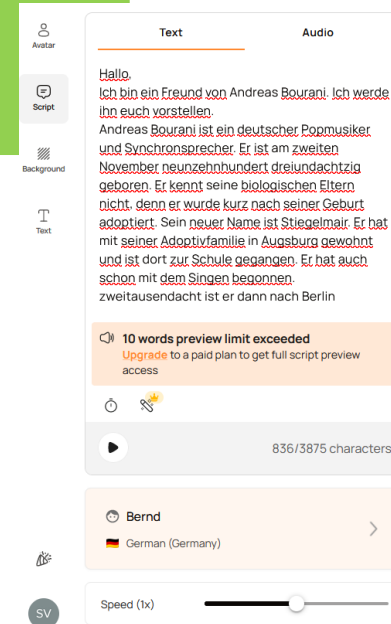 Text
Audio
Avatar
Script
Background
Text
Hallo,
Ich bin ein Freund von Andreas Bourani. Ich werde
ihn euch vorstellen.
Andreas Bourani ist ein deutscher Popmusiker
und Synchronsprecher. Er ist am zweiten
November neunzehnhundert dreiundachtzig
geboren. Er kennt seine biologischen Eltern
nicht, denn er wurde kurz nach seiner Geburt
adoptiert. Sein neuer Name ist Stiegelmair. Er hat
mit seiner Adoptivfamilie in Augsburg gewohnt
und ist dort zur Schule gegangen. Er hat auch
schon mit dem Singen begonnen.
zweitausendacht ist er dann nach Berlin
10 words preview limit exceeded
Upgrade to a paid plan to get full script preview
access
836/3875 characters
Bernd
German (Germany)
SV
Speed (1x)